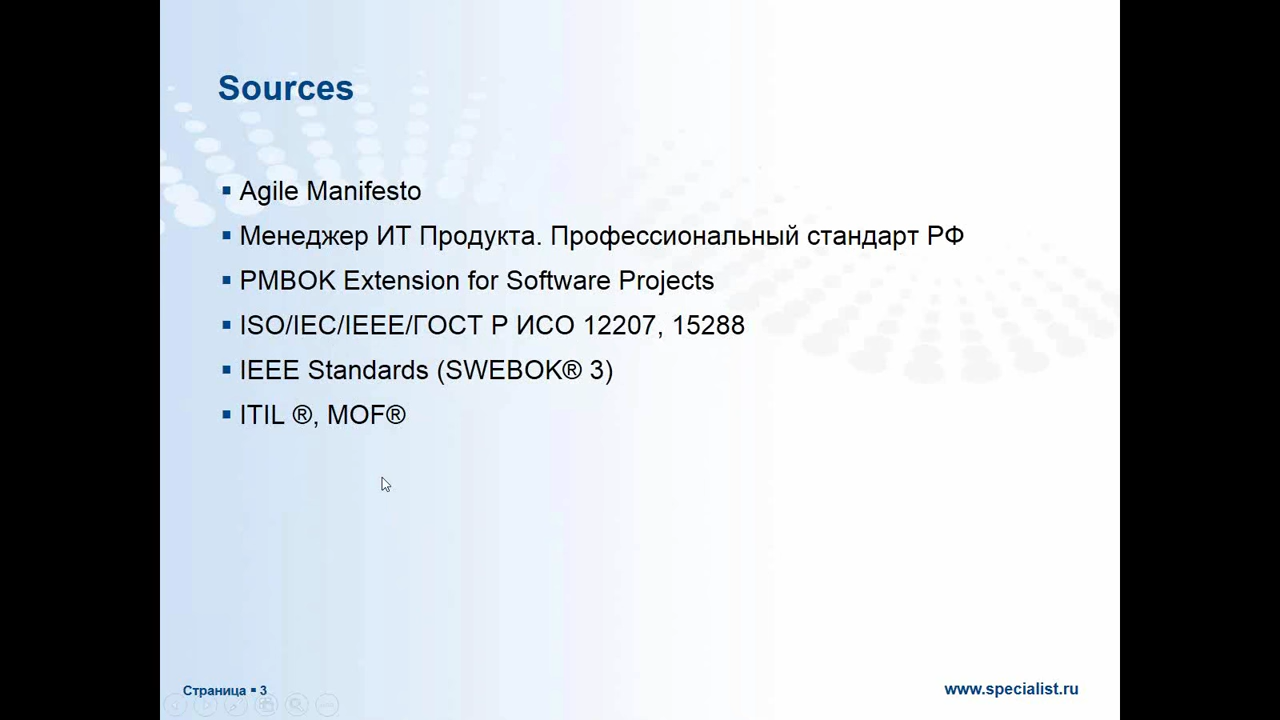 Sources
▪ Agile Manifesto
▪ Менеджер ИТ Продукта. Профессиональный стандарт РФ
▪ PMBOK Extension for Software Projects
▪ ISO/IEC/IEEE/ГОСТ Р ИСО 12207, 15288
▪ IEEE Standards (SWEBOK® 3)
▪ ITIL ®, MOF®
Страница ▪ 3
www.specialist.ru